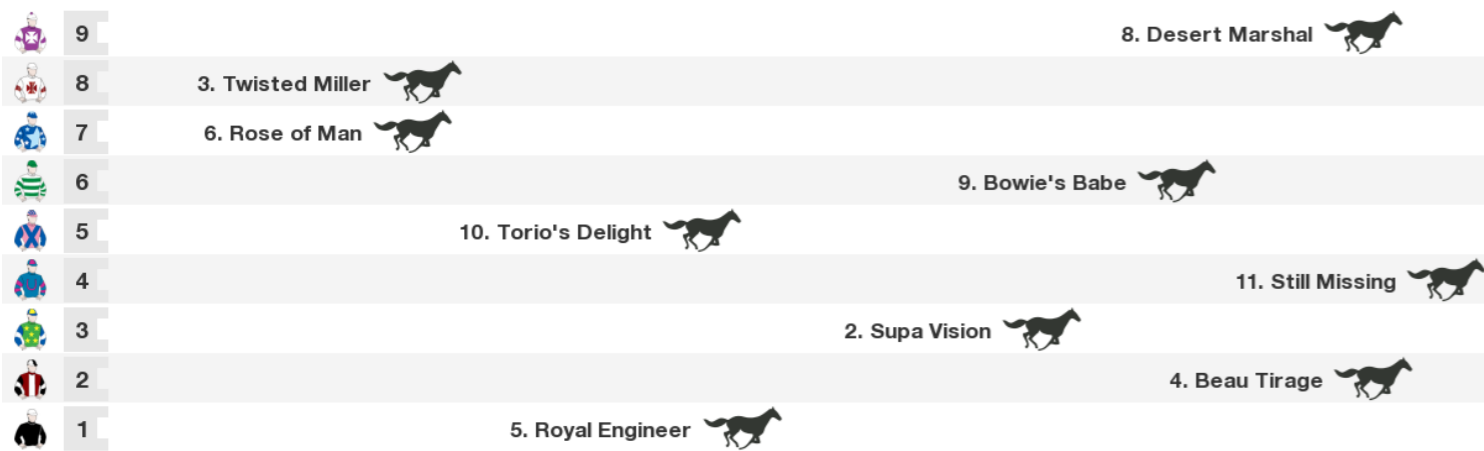 9 8. Desert Marshal
8 3. Twisted Miller
7 6. Rose of Man
6 9. Bowie's Babe
5 10. Torio's Delight
4 11. Still Missing
3 2. Supa Vision
2 4. Beau Tirage
1 5. Royal Engineer